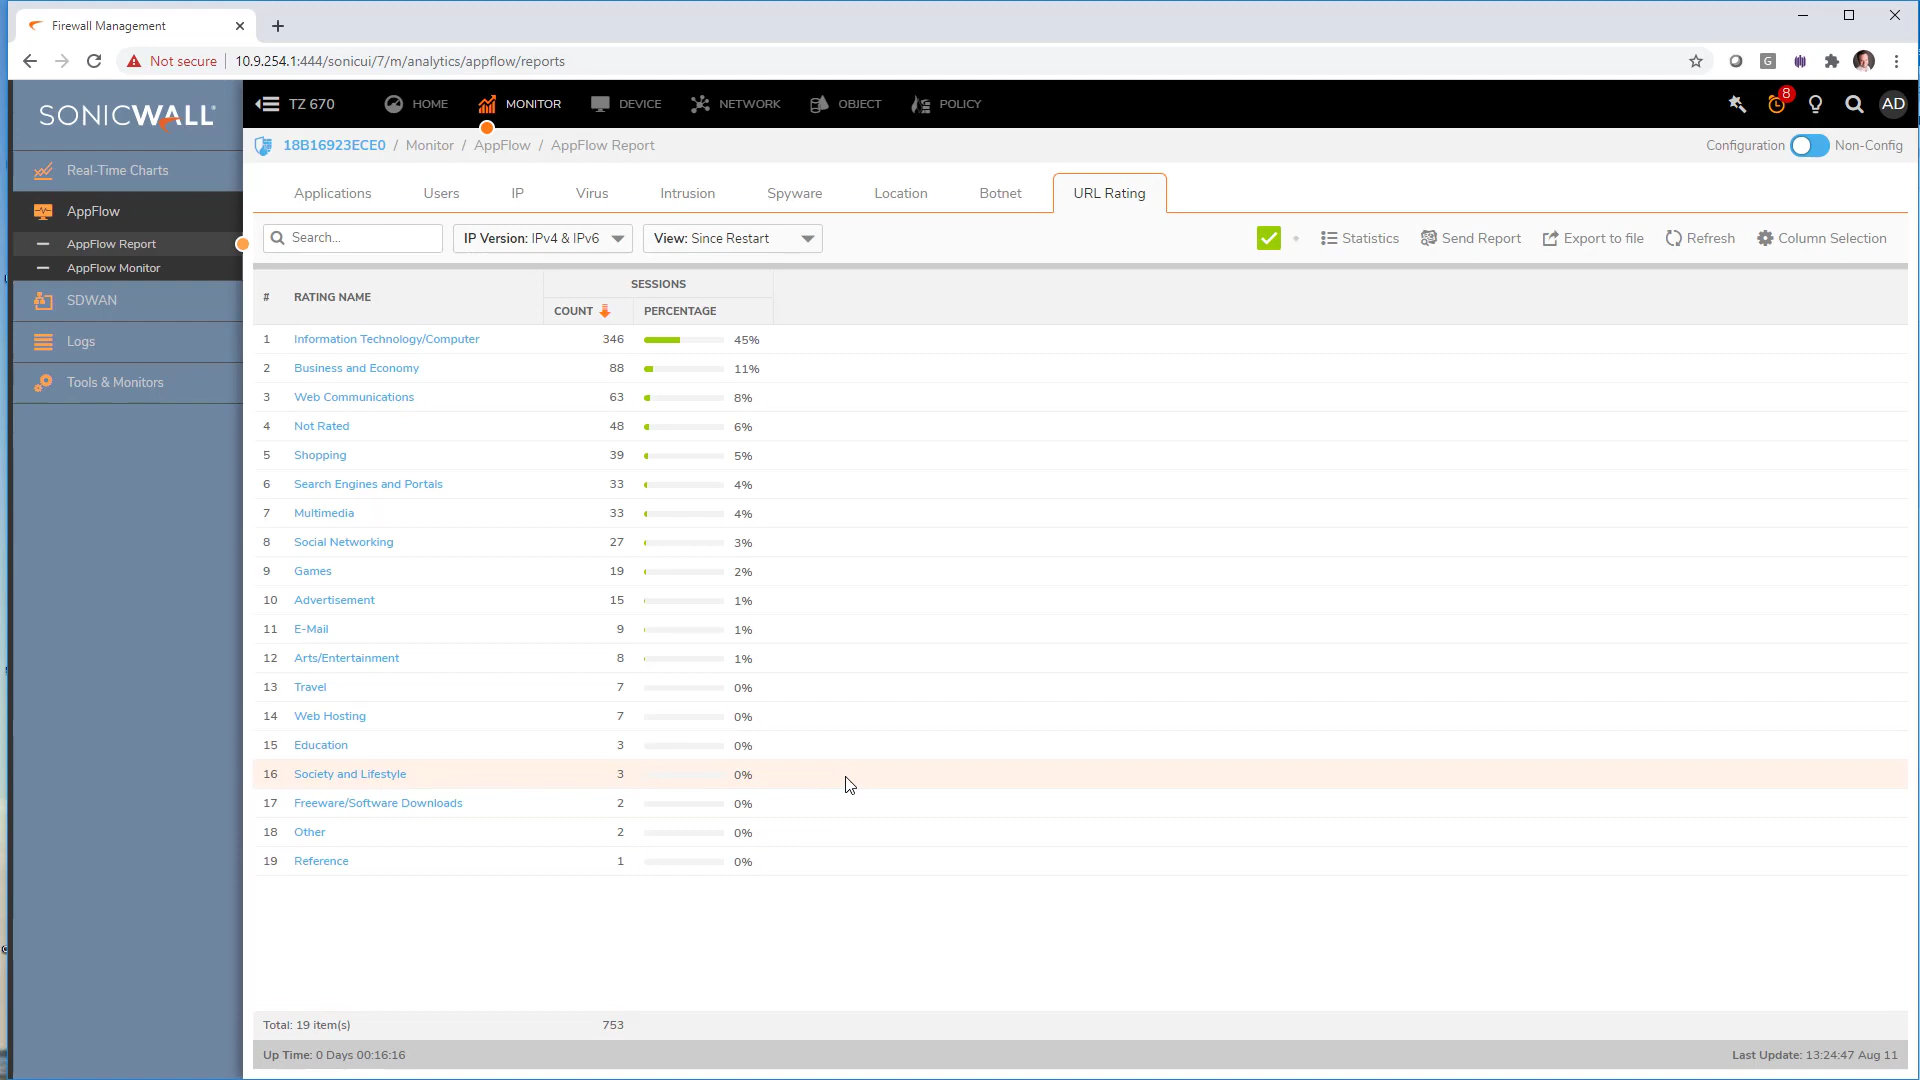 Firewall Management
Not secure 10.9.254.1:444/sonicui/7/m/analytics/appflow/reports
G
SONICWALL
TZ 670 HOME MONITOR DEVICE NETWORK OBJECT POLICY 8 AD
18B16923ECE0 / Monitor / AppFlow / AppFlow Report Configuration Non-Config
Real-Time Charts
AppFlow
AppFlow Report
AppFlow Monitor
SDWAN
Logs
Tools & Monitors
Applications Users IP Virus Intrusion Spyware Location Botnet URL Rating
Search... IP Version: IPv4 & IPv6 View: Since Restart Statistics Send Report Export to file Refresh Column Selection
# RATING NAME SESSIONS
COUNT PERCENTAGE
1 Information Technology/Computer 346 45%
2 Business and Economy 88 11%
3 Web Communications 63 8%
4 Not Rated 48 6%
5 Shopping 39 5%
6 Search Engines and Portals 33 4%
7 Multimedia 33 4%
8 Social Networking 27 3%
9 Games 19 2%
10 Advertisement 15 1%
11 E-Mail 9 1%
12 Arts/Entertainment 8 1%
13 Travel 7 0%
14 Web Hosting 7 0%
15 Education 3 0%
16 Society and Lifestyle 3 0%
17 Freeware/Software Downloads 2 0%
18 Other 2 0%
19 Reference 1 0%
Total: 19 item(s) 753
Up Time: 0 Days 00:16:16 Last Update: 13:24:47 Aug 11